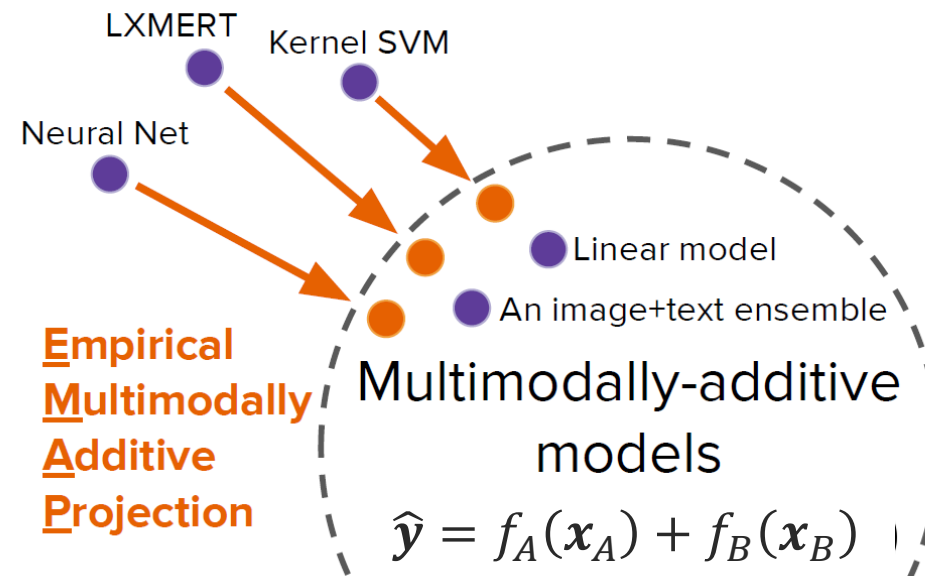 LXMERT
Kernel SVM
Neural Net
Linear model
An image+text ensemble
Empirical
Multimodally
Additive
Projection
Multimodally-additive
models
ŷ = f_A(x_A) + f_B(x_B)